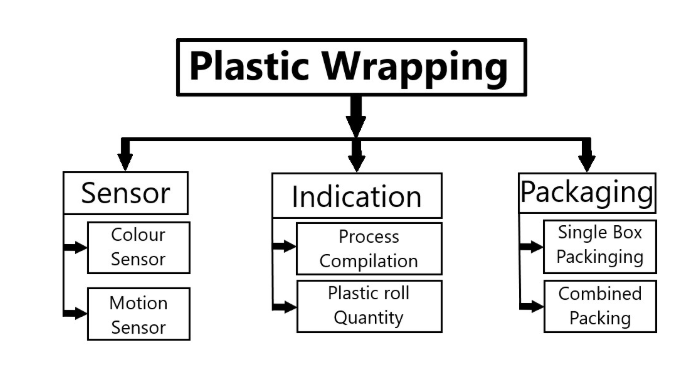 Plastic Wrapping
Sensor
Colour
Sensor
Motion
Sensor
Indication
Process
Compilation
Plastic roll
Quantity
Packaging
Single Box
Packinging
Combined
Packing